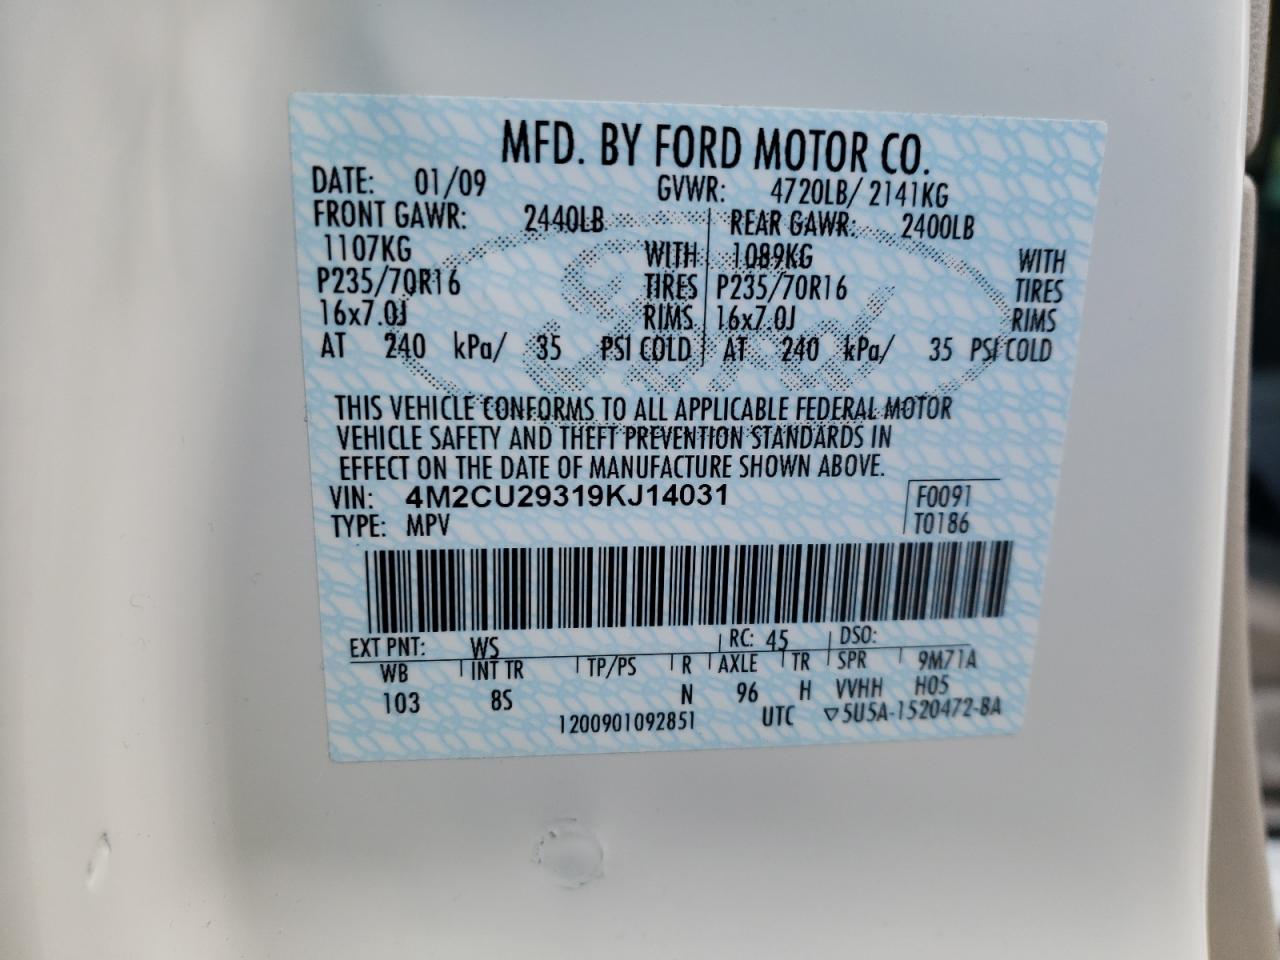 MFD. BY FORD MOTOR CO.
DATE: 01/09 GVWR: 4720LB/ 2141KG
FRONT GAWR: 2440LB REAR GAWR: 2400LB
1107KG WITH 1089KG WITH
P235/70R16 TIRES P235/70R16 TIRES
16x7.0J RIMS 16x7.0J RIMS
AT 240 kPa/ 35 PSI COLD AT 240 kPa/ 35 PSI COLD
Ford
THIS VEHICLE CONFORMS TO ALL APPLICABLE FEDERAL MOTOR
VEHICLE SAFETY AND THEFT PREVENTION STANDARDS IN
EFFECT ON THE DATE OF MANUFACTURE SHOWN ABOVE.
VIN: 4M2CU29319KJ14031 F0091
TYPE: MPV T0186
EXT PNT: WS RC: 45 DSO:
WB INT TR TP/PS R AXLE TR SPR 9M71A
103 8S N 96 H VVHH H05
1200901092851 UTC ▽5U5A-1520472-BA